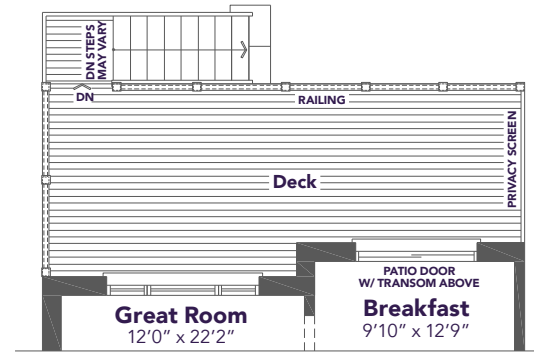 DN STEPS
MAY VARY
DN
RAILING
PRIVACY SCREEN
Deck
PATIO DOOR
W/ TRANSOM ABOVE
Great Room
12'0" x 22'2"
Breakfast
9'10" x 12'9"